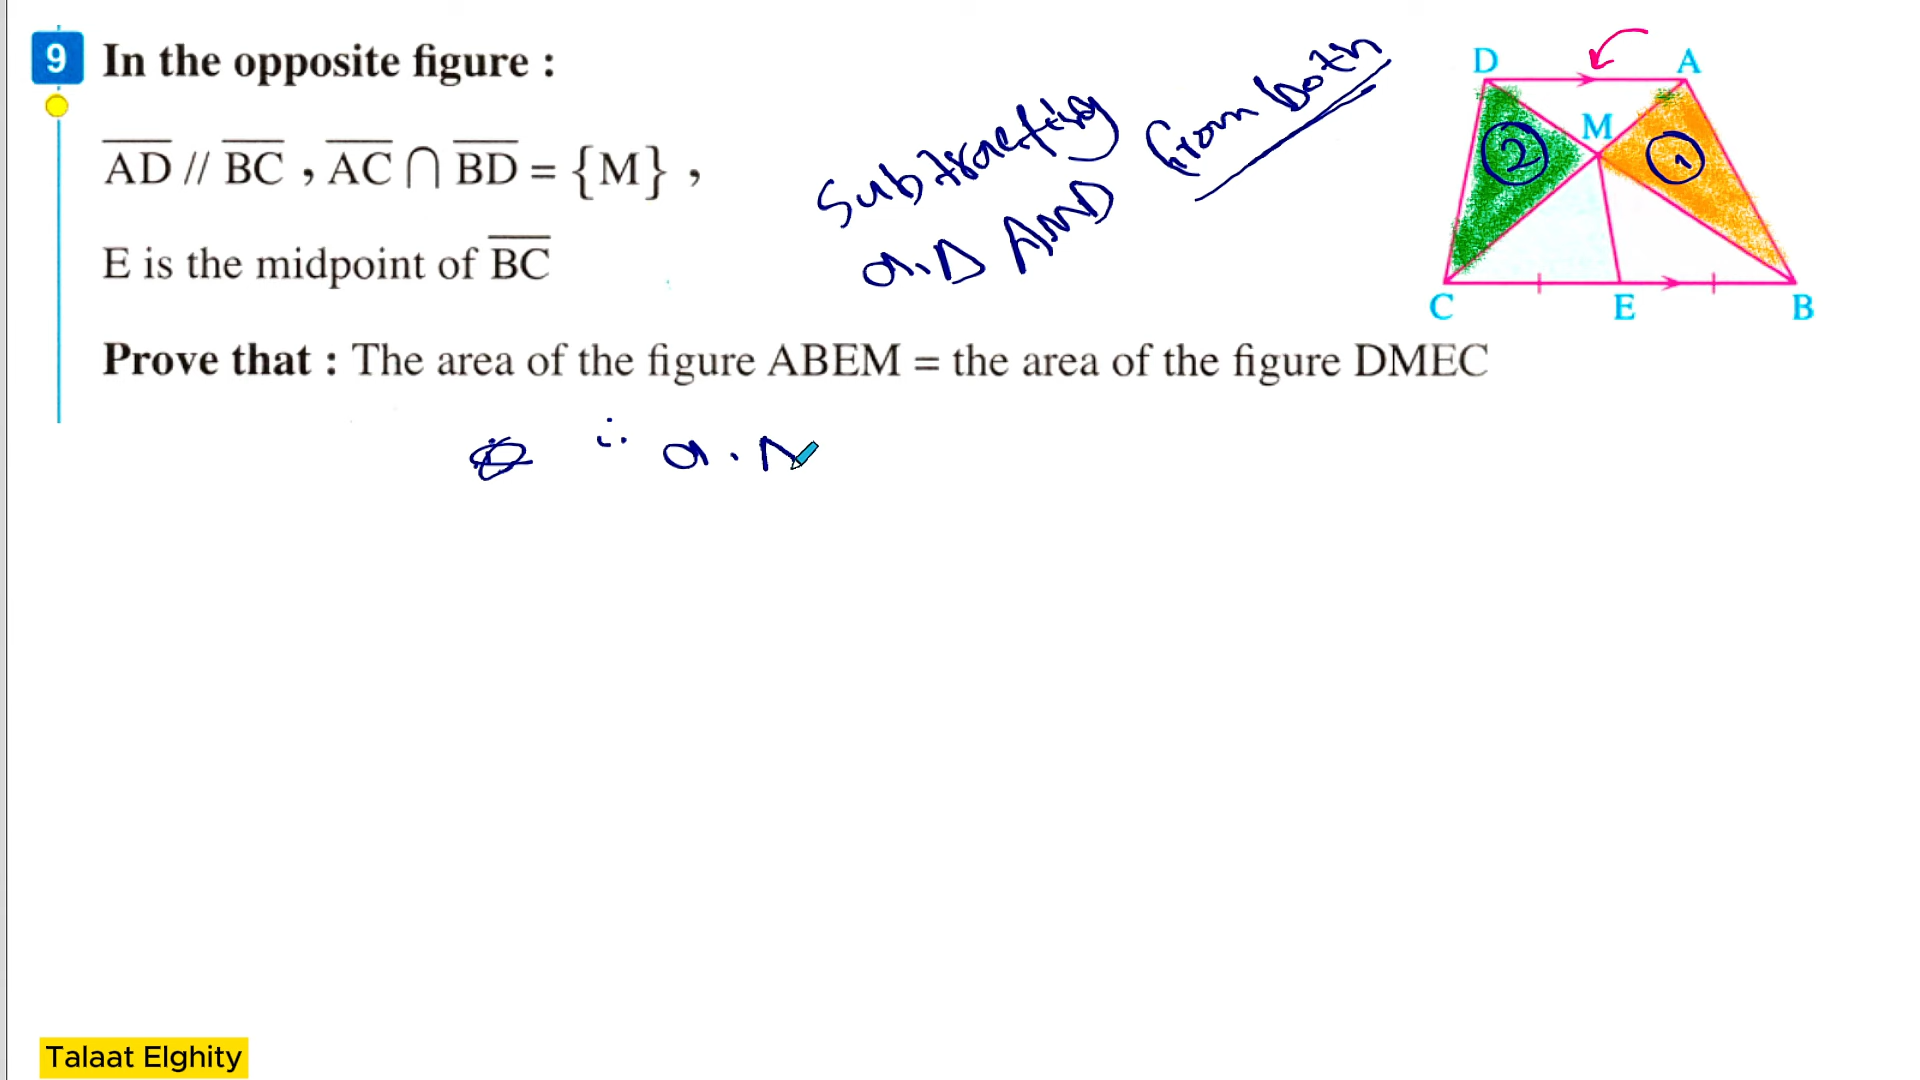 9 In the opposite figure :
AD // BC , AC ∩ BD = {M} ,
E is the midpoint of BC
Prove that : The area of the figure ABEM = the area of the figure DMEC
Subtracting
a.Δ AMD
from both
D A
M
2 1
C E B
∴ a.
Talaat Elghity